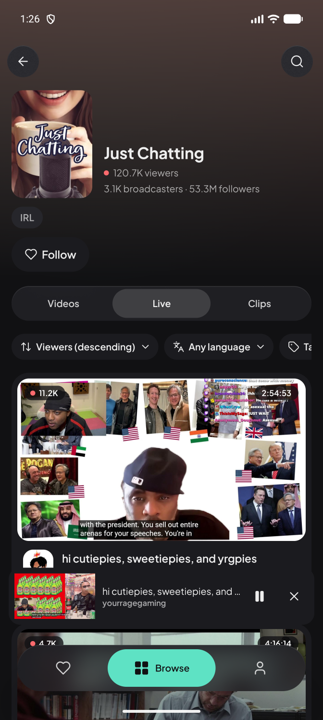 1:26
Just
Chatting
Just Chatting
120.7K viewers
3.1K broadcasters · 53.3M followers
IRL
Follow
Videos
Live
Clips
Viewers (descending)
Any language
Ta
11.2K
2:54:53
ROGAN
with the president. You sell out entire
arenas for your speeches. You're in
hi cutiepies, sweetiepies, and yrgpies
hi cutiepies, sweetiepies, and ...
yourragegaming
4.7K
4:16:14
Browse